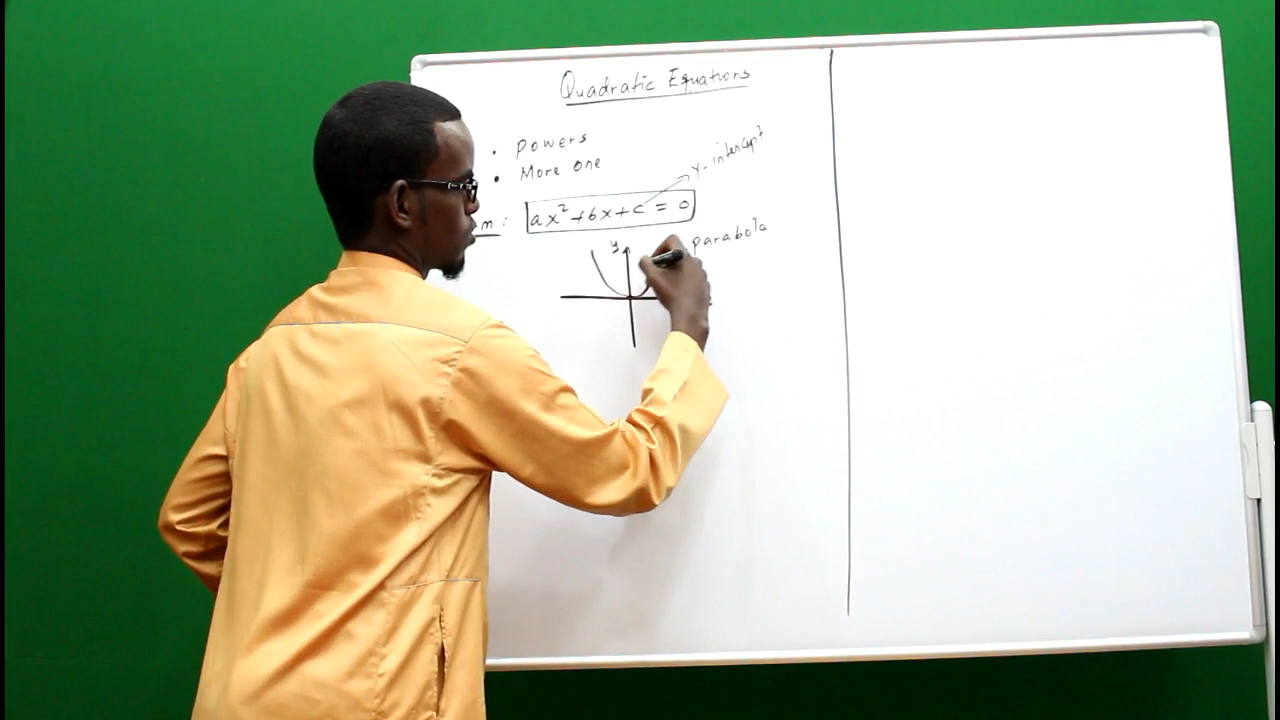 Quadratic Equations
• Powers
• More one
m : ax² + bx + c = 0
Y-intercept
y
parabola